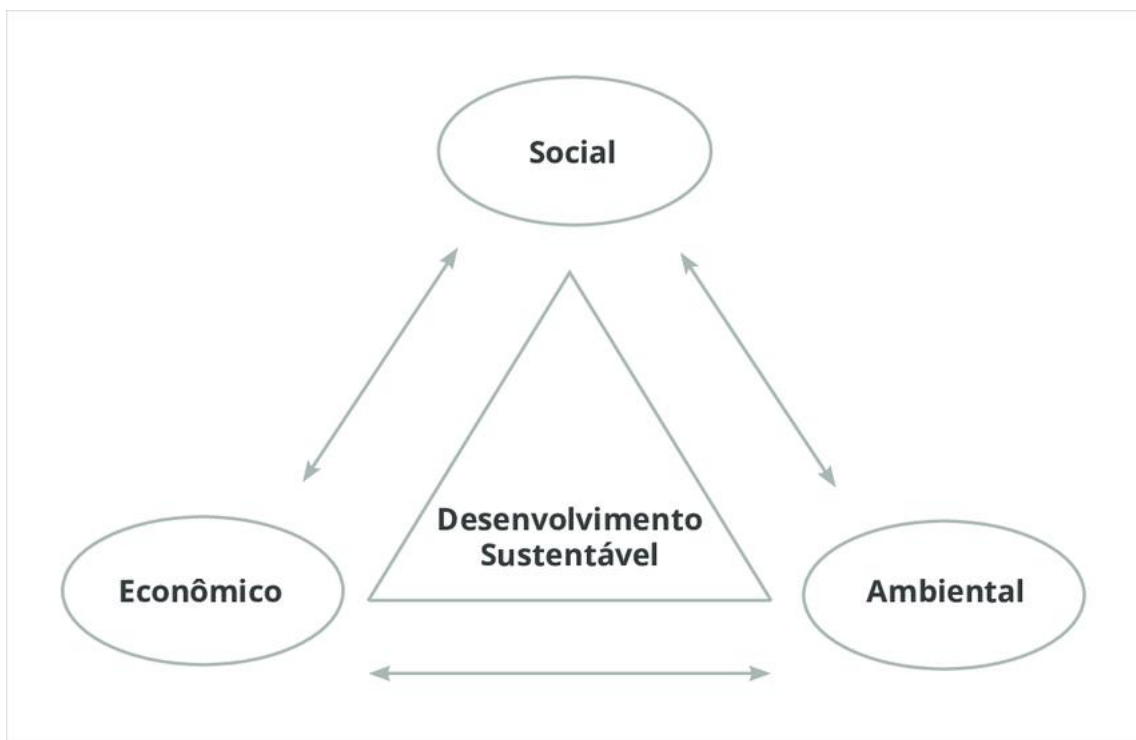 Social
Desenvolvimento
Sustentável
Econômico
Ambiental